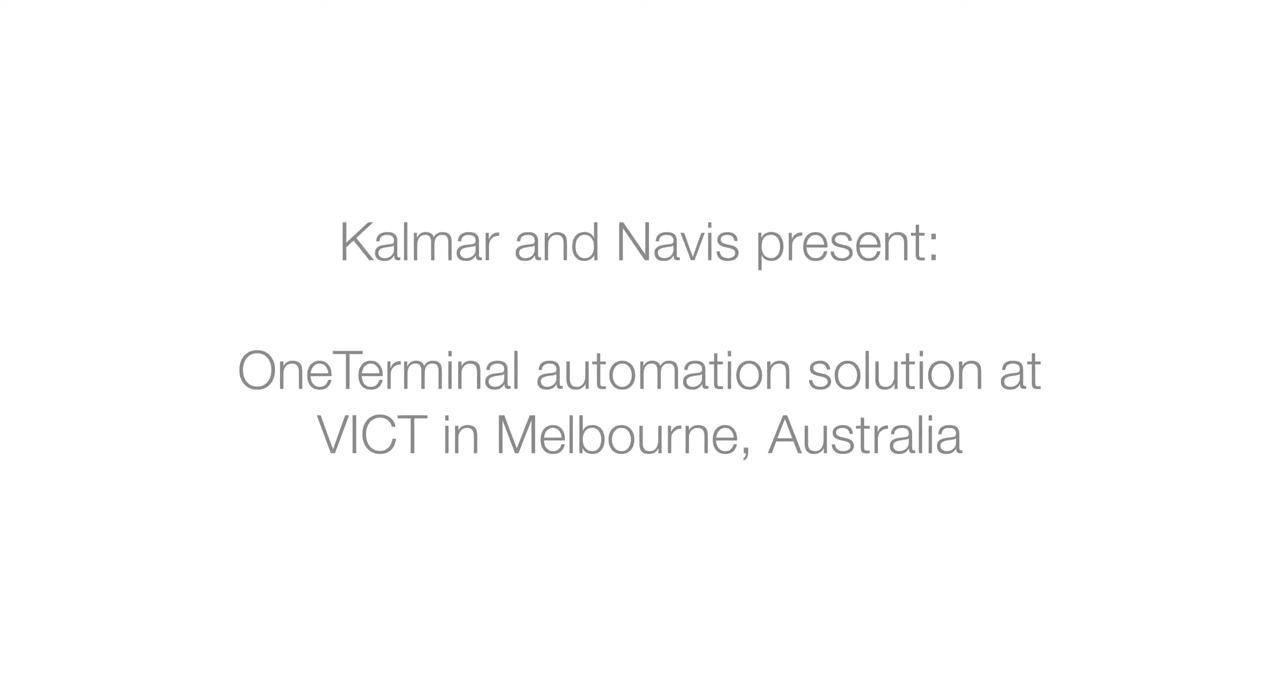 Kalmar and Navis present:
OneTerminal automation solution at
VICT in Melbourne, Australia